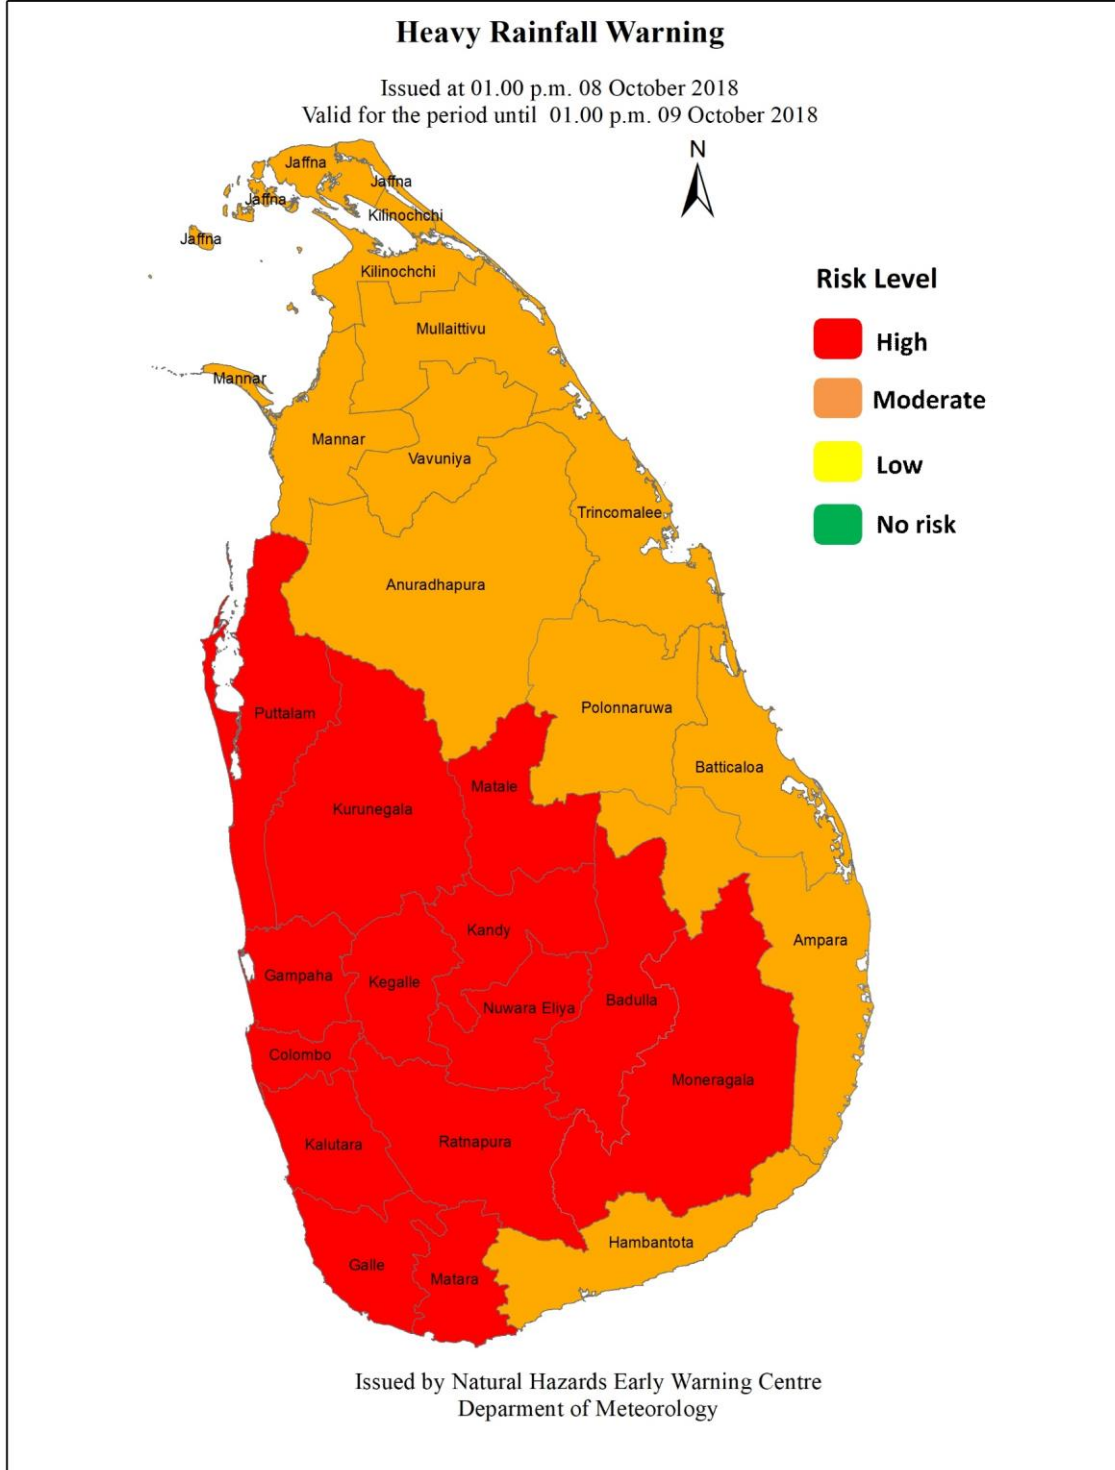 Heavy Rainfall Warning
Issued at 01.00 p.m. 08 October 2018
Valid for the period until 01.00 p.m. 09 October 2018
N
Jaffna
Jaffna
Jaffna
Kilinochchi
Jaffna
Kilinochchi
Mullaittivu
Mannar
Mannar
Vavuniya
Trincomalee
Anuradhapura
Polonnaruwa
Puttalam
Batticaloa
Matale
Kurunegala
Kandy
Ampara
Gampaha
Kegalle
Badulla
Nuwara Eliya
Colombo
Moneragala
Kalutara
Ratnapura
Hambantota
Galle
Matara
Risk Level
High
Moderate
Low
No risk
Issued by Natural Hazards Early Warning Centre
Deparment of Meteorology